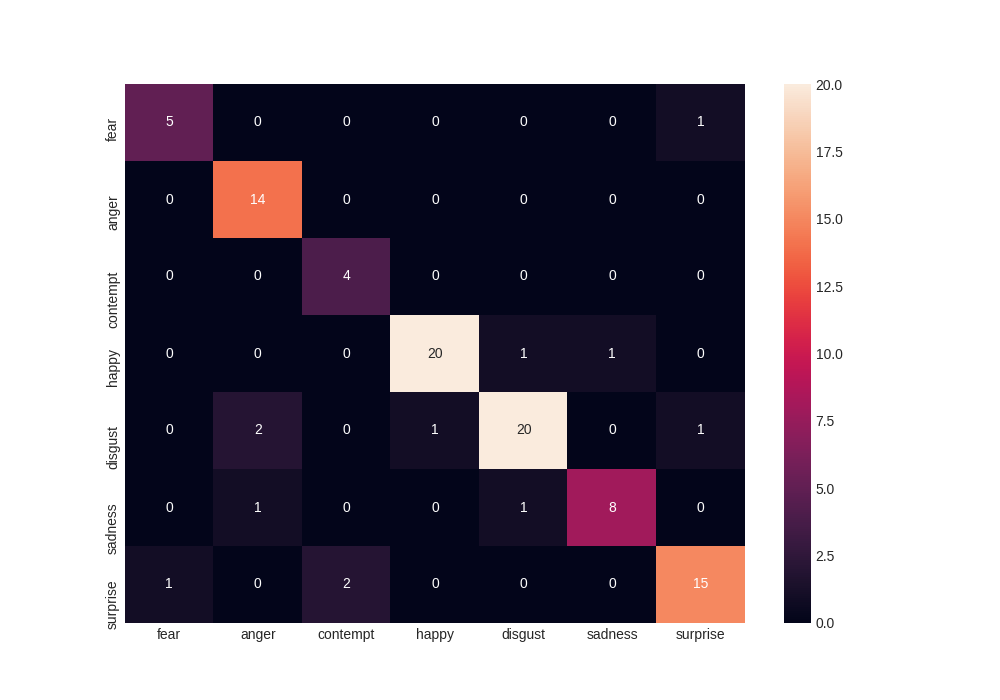 fear 5 0 0 0 0 0 1
anger 0 14 0 0 0 0 0
contempt 0 0 4 0 0 0 0
happy 0 0 0 20 1 1 0
disgust 0 2 0 1 20 0 1
sadness 0 1 0 0 1 8 0
surprise 1 0 2 0 0 0 15
fear anger contempt happy disgust sadness surprise
20.0
17.5
15.0
12.5
10.0
7.5
5.0
2.5
0.0